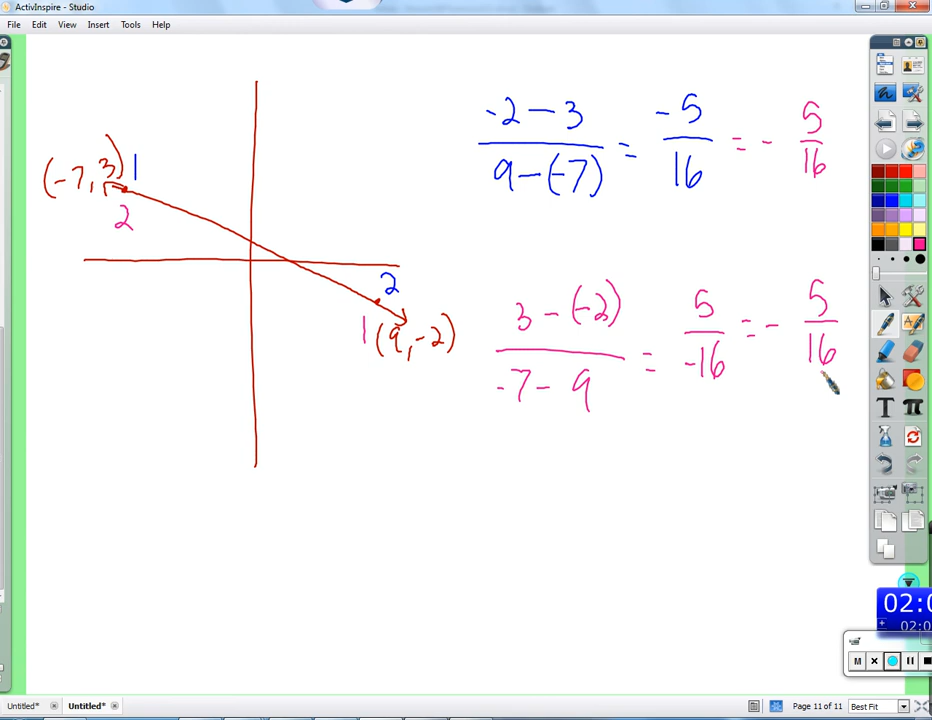 ActivInspire - Studio
File Edit View Insert Tools Help
(-7, 3) 1
2
2
1 (9, -2)
-2 - 3
9 - (-7)
=
-5
16
= -
5
16
3 - (-2)
-7 - 9
=
5
-16
= -
5
16
T π
02:0
02:0
M
Untitled* Untitled*
Page 11 of 11 Best Fit